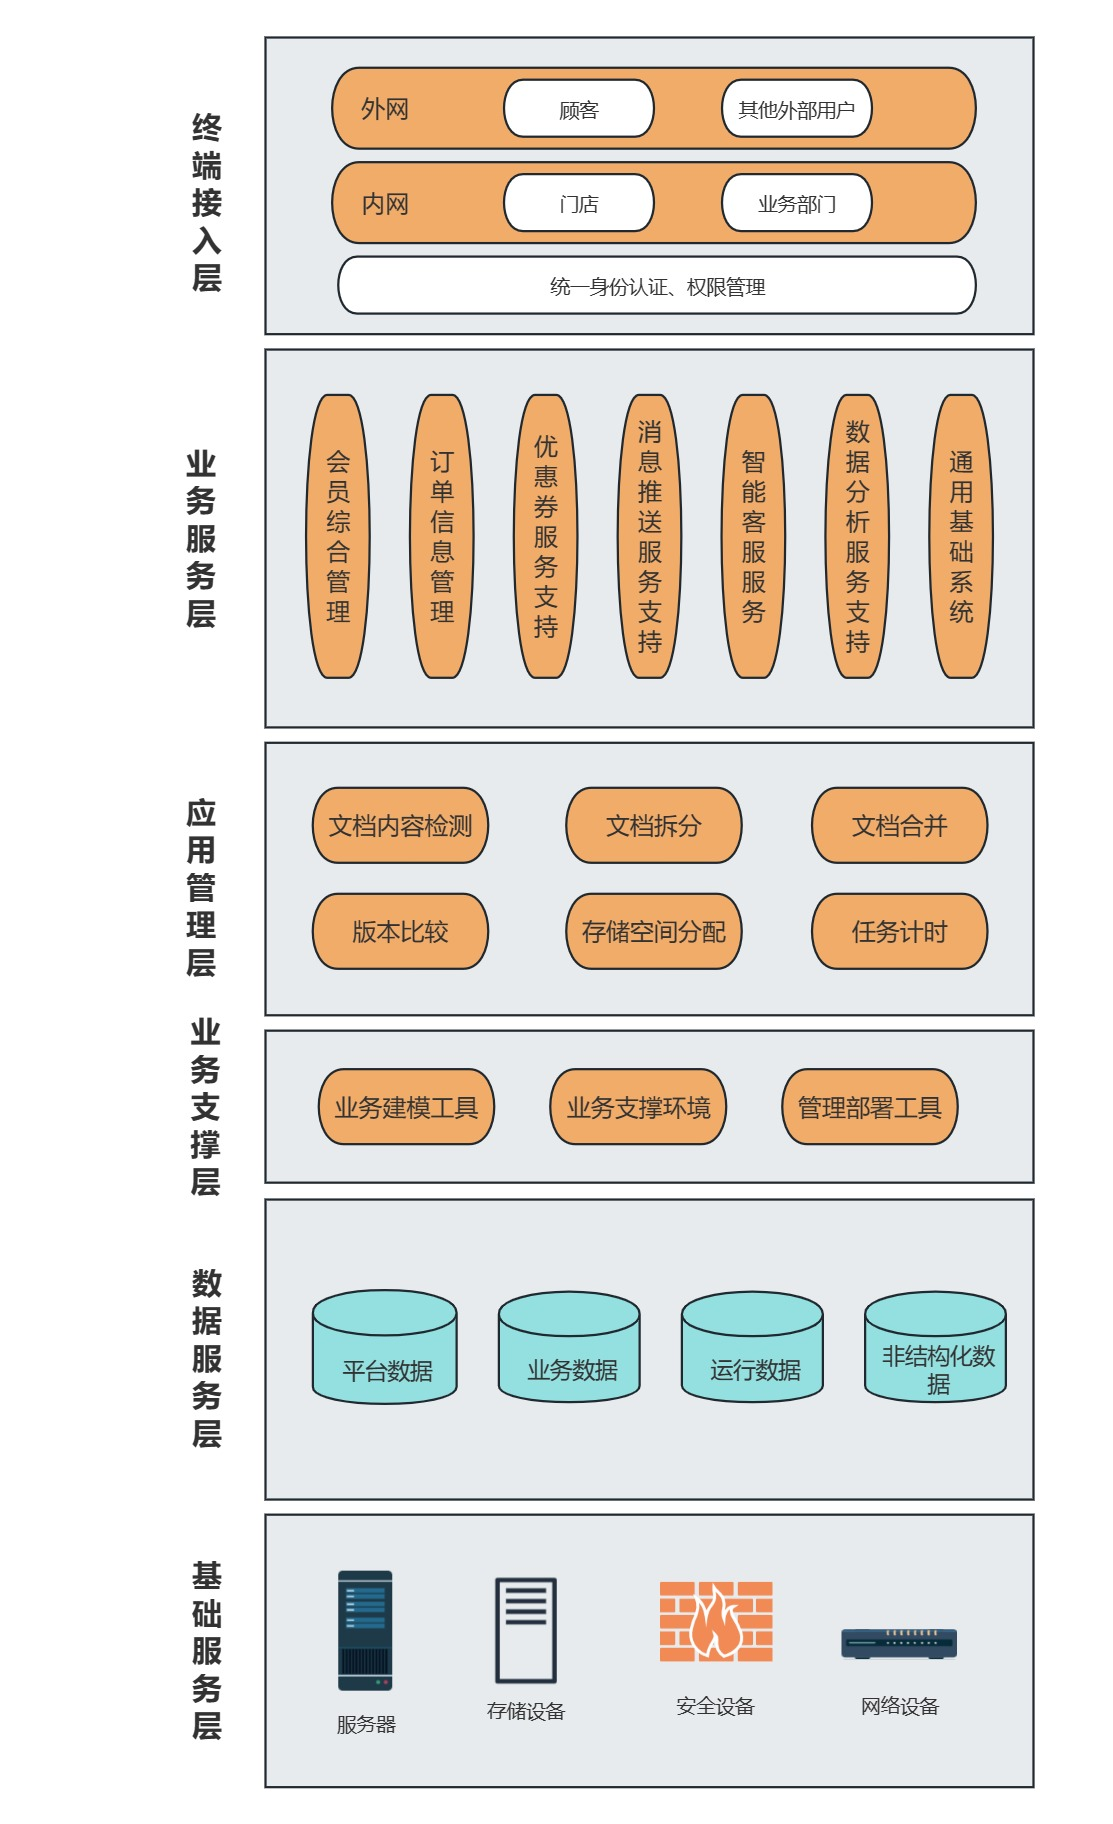 终端接入层
外网
顾客
其他外部用户
内网
门店
业务部门
统一身份认证、权限管理
业务服务层
会员综合管理
订单信息管理
优惠券服务支持
消息推送服务支持
智能客服服务
数据分析服务支持
通用基础系统
应用管理层
文档内容检测
文档拆分
文档合并
版本比较
存储空间分配
任务计时
业务支撑层
业务建模工具
业务支撑环境
管理部署工具
数据服务层
平台数据
业务数据
运行数据
非结构化数
据
基础服务层
服务器
存储设备
安全设备
网络设备